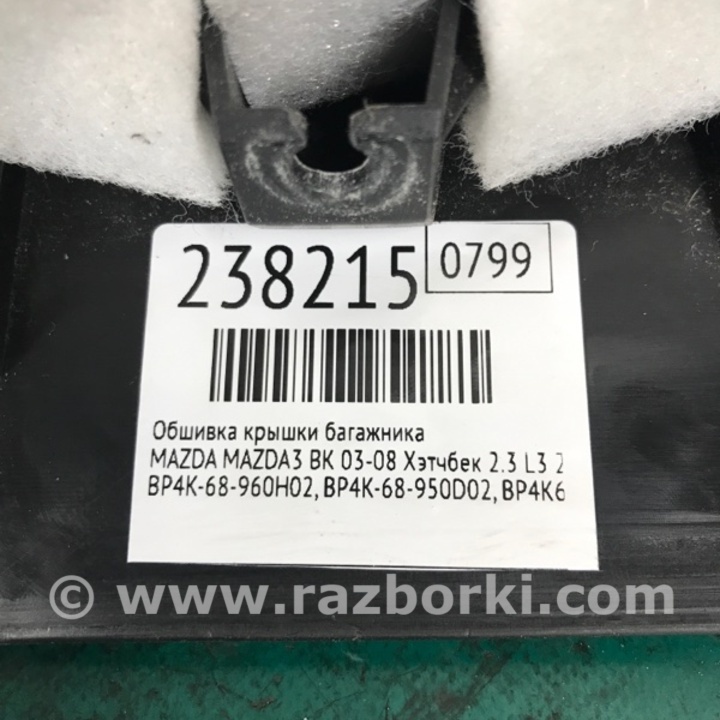 238215 0799
Обшивка крышки багажника
MAZDA MAZDA3 BK 03-08 Хэтчбек 2.3 L3 2
BP4K-68-960H02, BP4K-68-950D02, BP4K6
© www.razborki.com